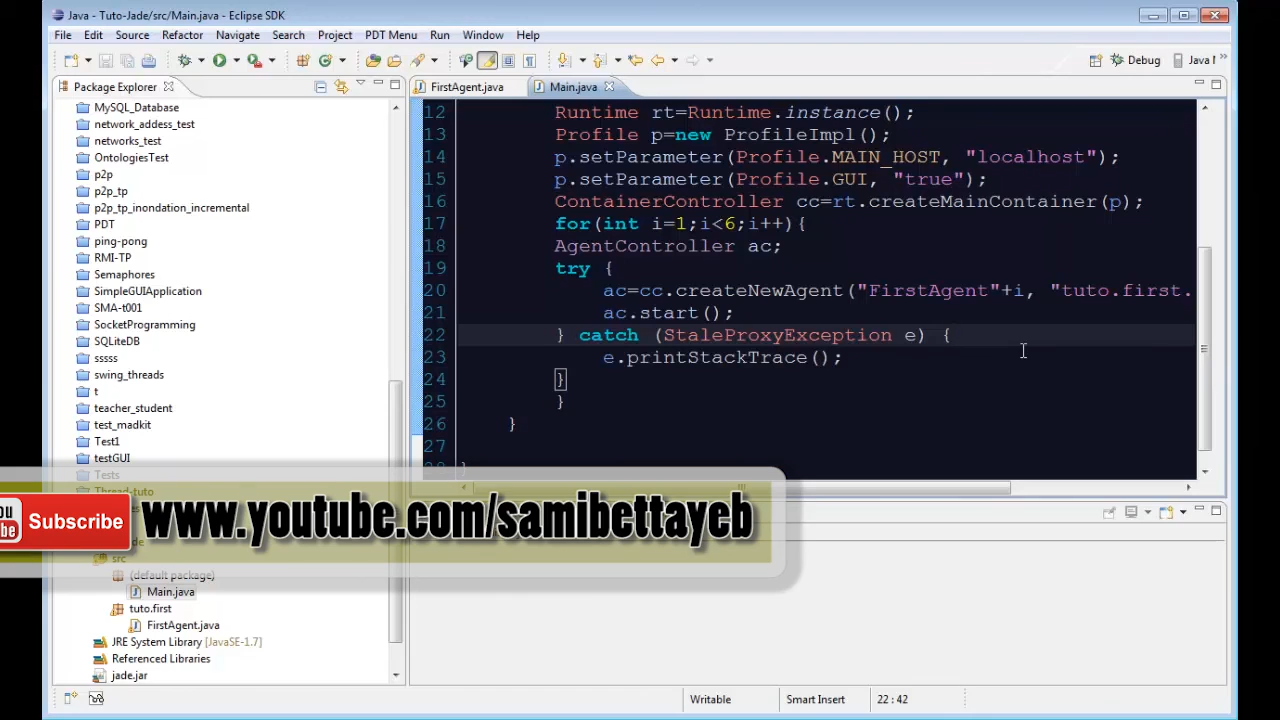 Java - Tuto-Jade/src/Main.java - Eclipse SDK
File Edit Source Refactor Navigate Search Project PDT Menu Run Window Help
Debug Java !
Package Explorer
FirstAgent.java Main.java
MySQL_Database
network_addess_test
networks_test
OntologiesTest
p2p
p2p_tp
p2p_tp_inondation_incremental
PDT
ping-pong
RMI-TP
Semaphores
SimpleGUIApplication
SMA-t001
SocketProgramming
SQLiteDB
sssss
swing_threads
t
teacher_student
test_madkit
Test1
testGUI
Tests
Thread-tuto
src
(default package)
Main.java
tuto.first
FirstAgent.java
JRE System Library [JavaSE-1.7]
Referenced Libraries
jade.jar
12 Runtime rt=Runtime.instance();
13 Profile p=new ProfileImpl();
14 p.setParameter(Profile.MAIN_HOST, "localhost");
15 p.setParameter(Profile.GUI, "true");
16 ContainerController cc=rt.createMainContainer(p);
17 for(int i=1;i<6;i++){
18 AgentController ac;
19 try {
20 ac=cc.createNewAgent("FirstAgent"+i, "tuto.first.
21 ac.start();
22 } catch (StaleProxyException e) {
23 e.printStackTrace();
24 }
25 }
26 }
27
28 }
You
Tube
Subscribe
www.youtube.com/samibettayeb
Writable Smart Insert 22 : 42